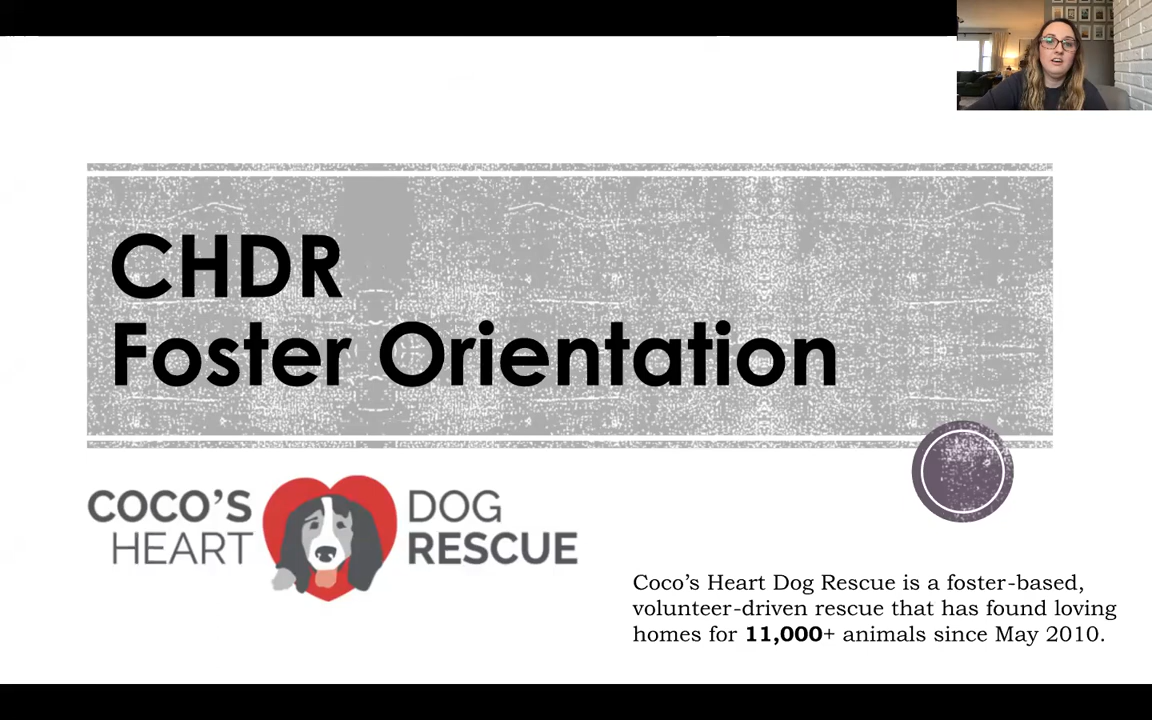 CHDR
Foster Orientation
COCO’S DOG
HEART RESCUE
Coco’s Heart Dog Rescue is a foster-based,
volunteer-driven rescue that has found loving
homes for 11,000+ animals since May 2010.